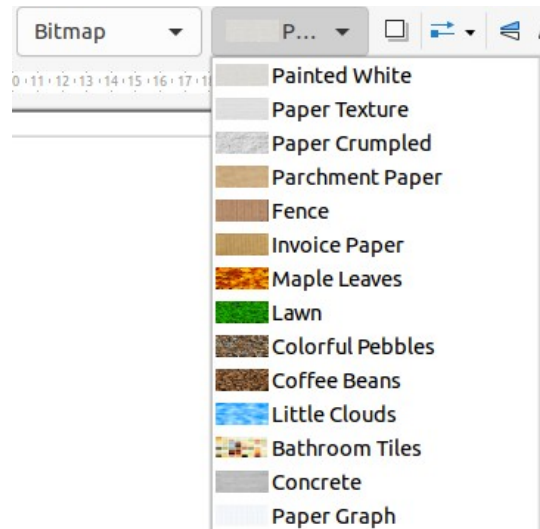 Bitmap P...
0 11 12 13 14 15 16 17 1
Painted White
Paper Texture
Paper Crumpled
Parchment Paper
Fence
Invoice Paper
Maple Leaves
Lawn
Colorful Pebbles
Coffee Beans
Little Clouds
Bathroom Tiles
Concrete
Paper Graph